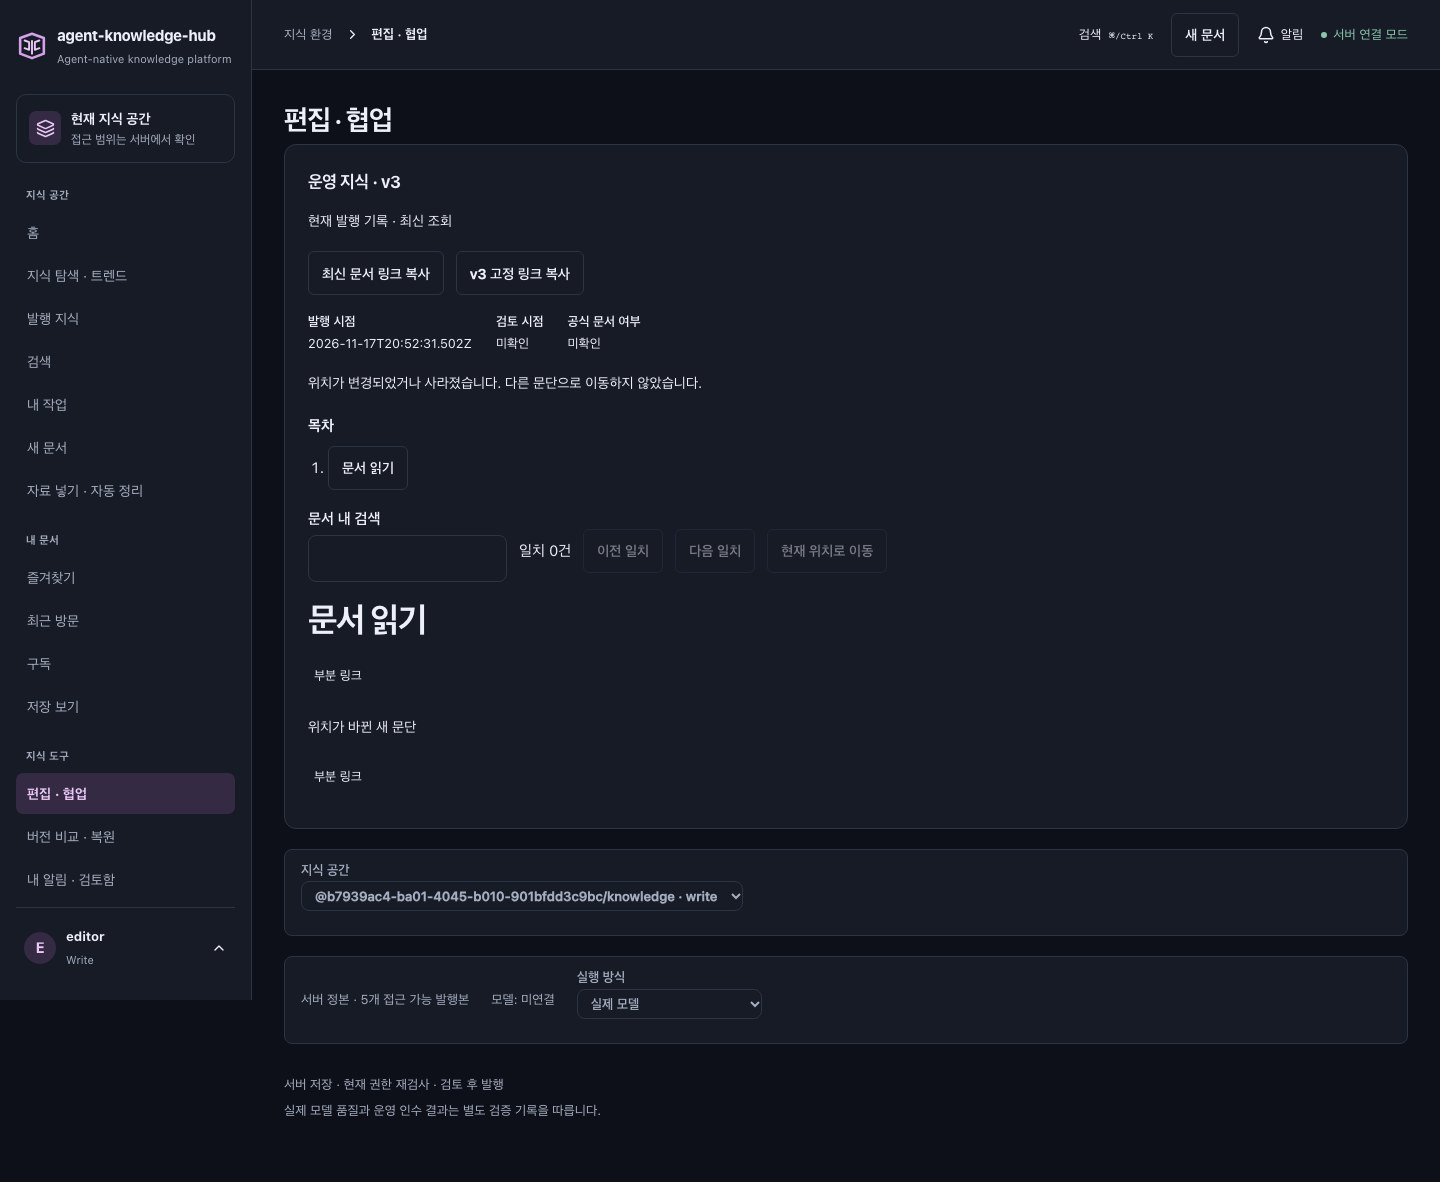 agent-knowledge-hub
Agent-native knowledge platform
현재 지식 공간
접근 범위는 서버에서 확인
지식 공간
홈
지식 탐색 · 트렌드
발행 지식
검색
내 작업
새 문서
자료 넣기 · 자동 정리
내 문서
즐겨찾기
최근 방문
구독
저장 보기
지식 도구
편집 · 협업
버전 비교 · 복원
내 알림 · 검토함
E
editor
Write
지식 환경
편집 · 협업
검색 ⌘/Ctrl K
새 문서
알림
서버 연결 모드
편집 · 협업
운영 지식 · v3
현재 발행 기록 · 최신 조회
최신 문서 링크 복사
v3 고정 링크 복사
발행 시점
2026-11-17T20:52:31.502Z
검토 시점
미확인
공식 문서 여부
미확인
위치가 변경되었거나 사라졌습니다. 다른 문단으로 이동하지 않았습니다.
목차
1. 문서 읽기
문서 내 검색
일치 0건
이전 일치
다음 일치
현재 위치로 이동
문서 읽기
부분 링크
위치가 바뀐 새 문단
부분 링크
지식 공간
@b7939ac4-ba01-4045-b010-901bfdd3c9bc/knowledge · write
서버 정본 · 5개 접근 가능 발행본
모델: 미연결
실행 방식
실제 모델
서버 저장 · 현재 권한 재검사 · 검토 후 발행
실제 모델 품질과 운영 인수 결과는 별도 검증 기록을 따릅니다.